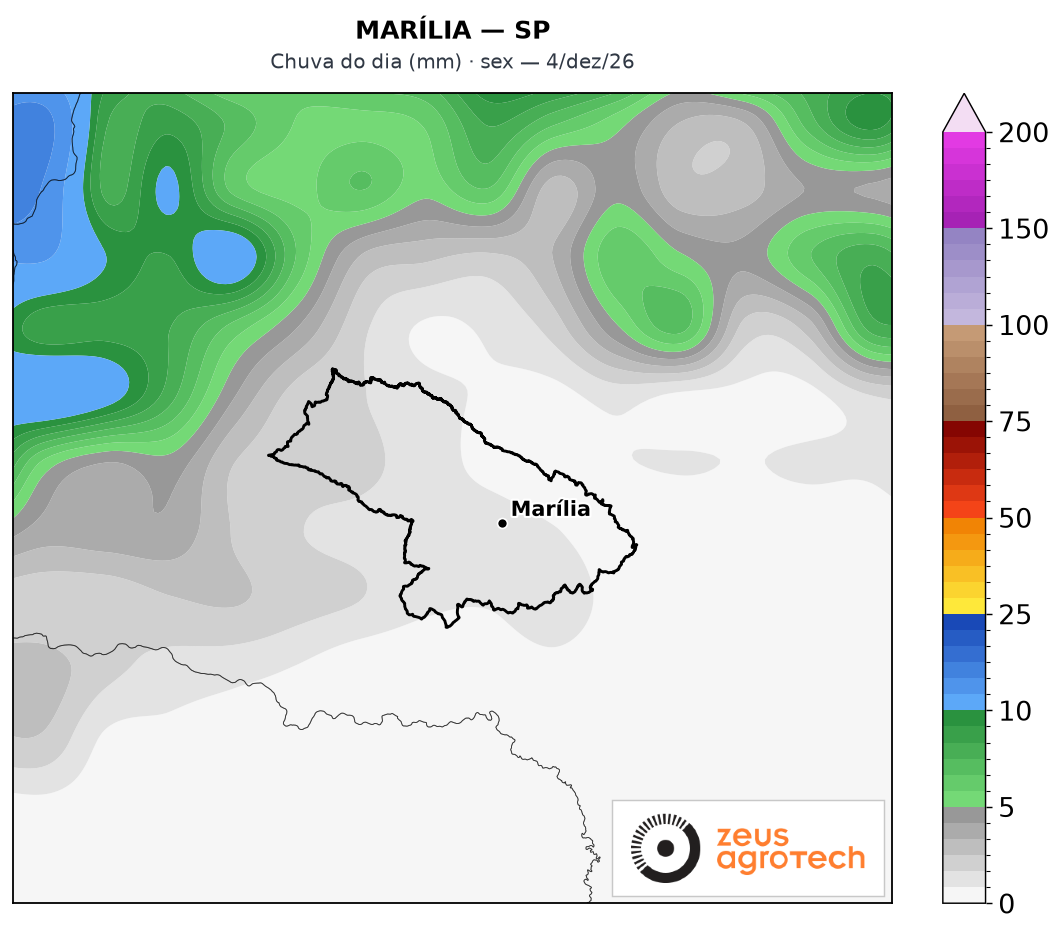 MARÍLIA — SP
Chuva do dia (mm) · sex — 4/dez/26
200
150
100
75
50
25
10
5
0
Marília
zeus
agrotech